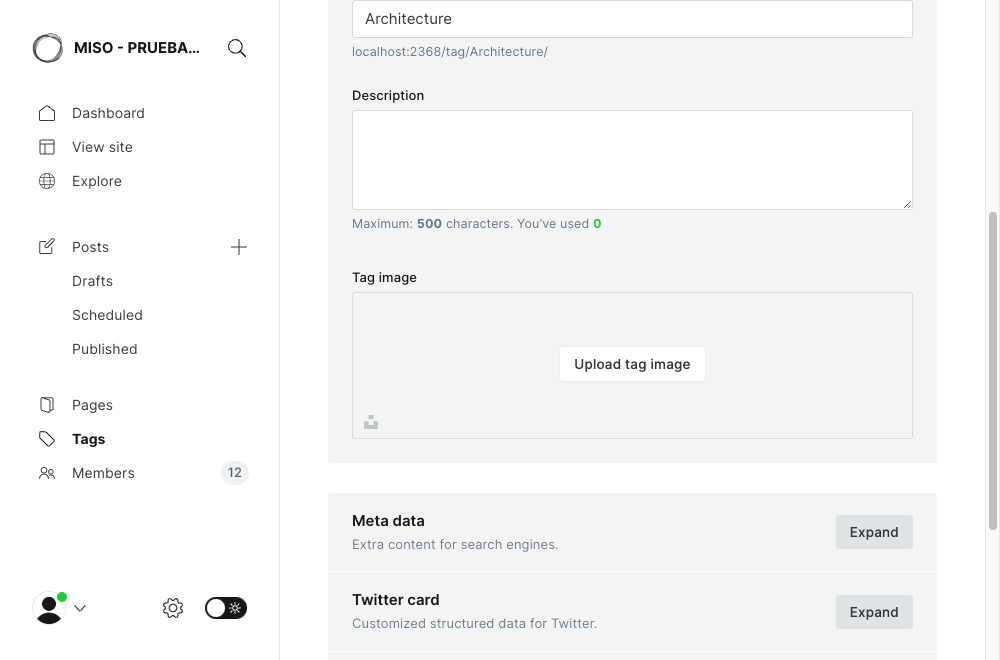 MISO - PRUEBA...
Dashboard
View site
Explore
Posts
Drafts
Scheduled
Published
Pages
Tags
Members
12
Architecture
localhost:2368/tag/Architecture/
Description
Maximum: 500 characters. You’ve used 0
Tag image
Upload tag image
Meta data
Extra content for search engines.
Expand
Twitter card
Customized structured data for Twitter.
Expand